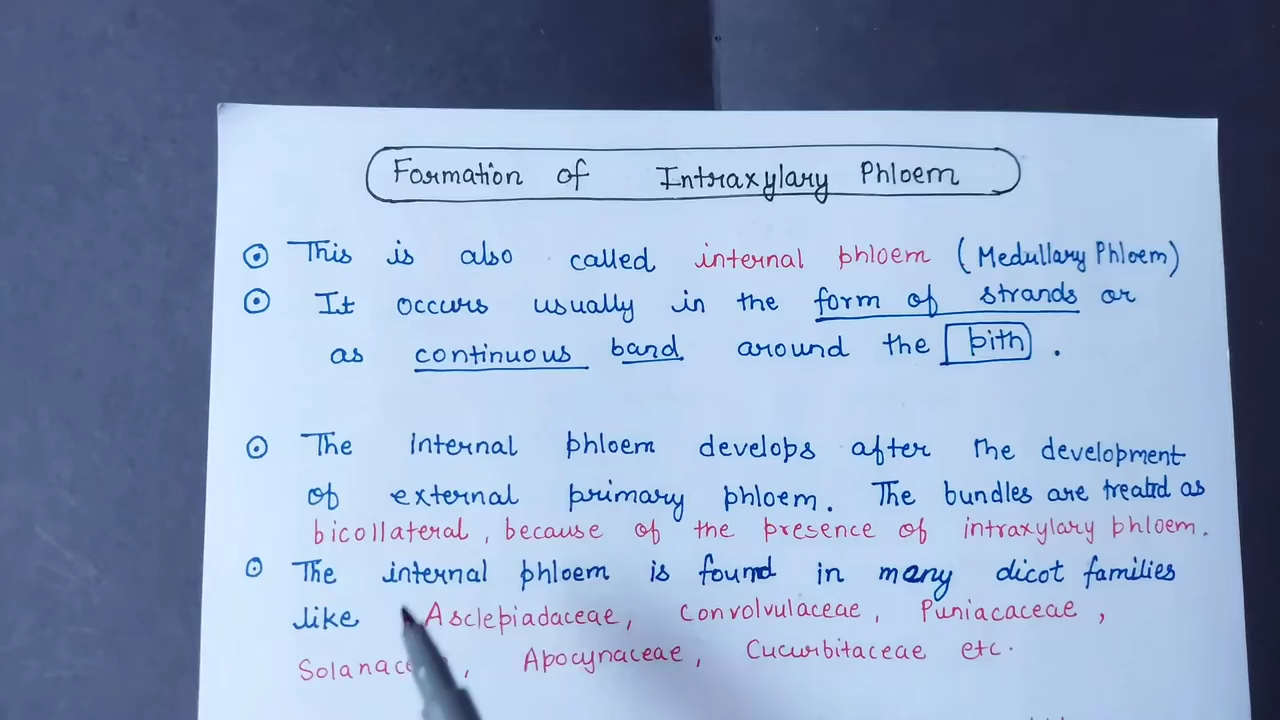 Formation of Intraxylary Phloem
This is also called internal phloem (Medullary Phloem)
It occurs usually in the form of strands or
as continuous band around the pith.
The internal phloem develops after the development
of external primary phloem. The bundles are treated as
bicollateral, because of the presence of intraxylary phloem.
The internal phloem is found in many dicot families
like Asclepiadaceae, Convolvulaceae, Puniacaceae,
Apocynaceae, Cucurbitaceae etc.